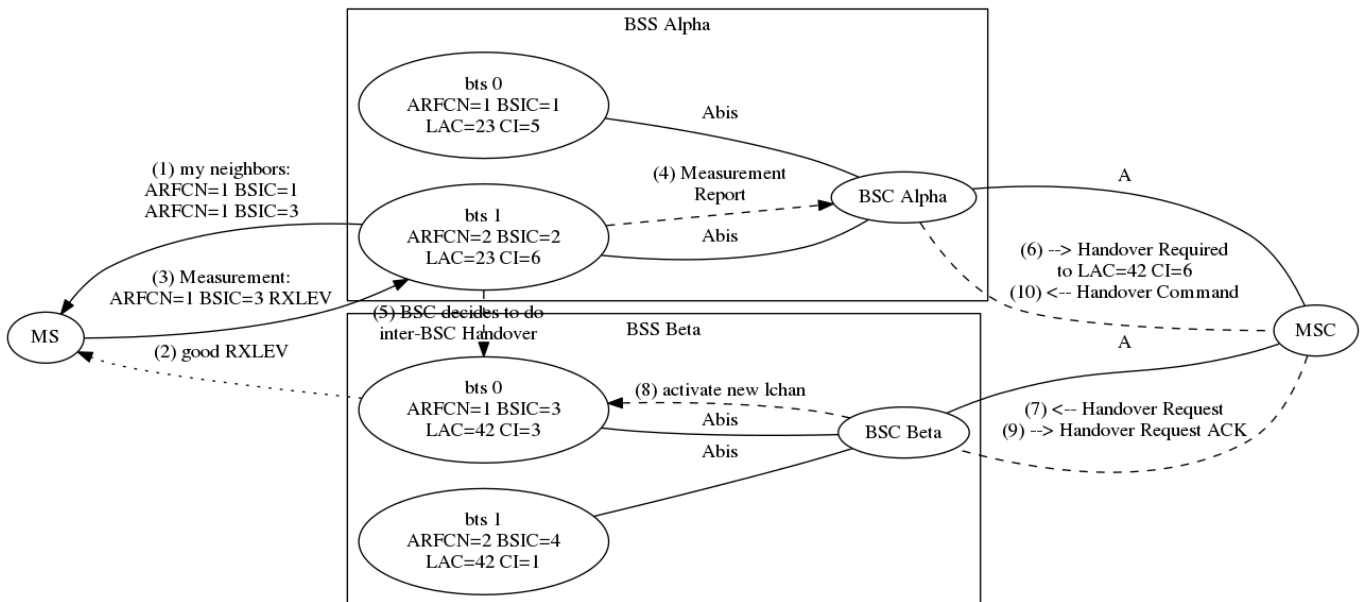 BSS Alpha
bts 0
ARFCN=1 BSIC=1
LAC=23 CI=5
Abis
(1) my neighbors:
ARFCN=1 BSIC=1
ARFCN=1 BSIC=3
(4) Measurement
Report
BSC Alpha
A
bts 1
ARFCN=2 BSIC=2
LAC=23 CI=6
Abis
(6) --> Handover Required
to LAC=42 CI=6
(10) <-- Handover Command
(3) Measurement:
ARFCN=1 BSIC=3 RXLEV
MS
(5) BSC decides to do
inter-BSC Handover
BSS Beta
MSC
A
(2) good RXLEV
bts 0
ARFCN=1 BSIC=3
LAC=42 CI=3
(8) activate new lchan
Abis
BSC Beta
(7) <-- Handover Request
(9) --> Handover Request ACK
Abis
bts 1
ARFCN=2 BSIC=4
LAC=42 CI=1